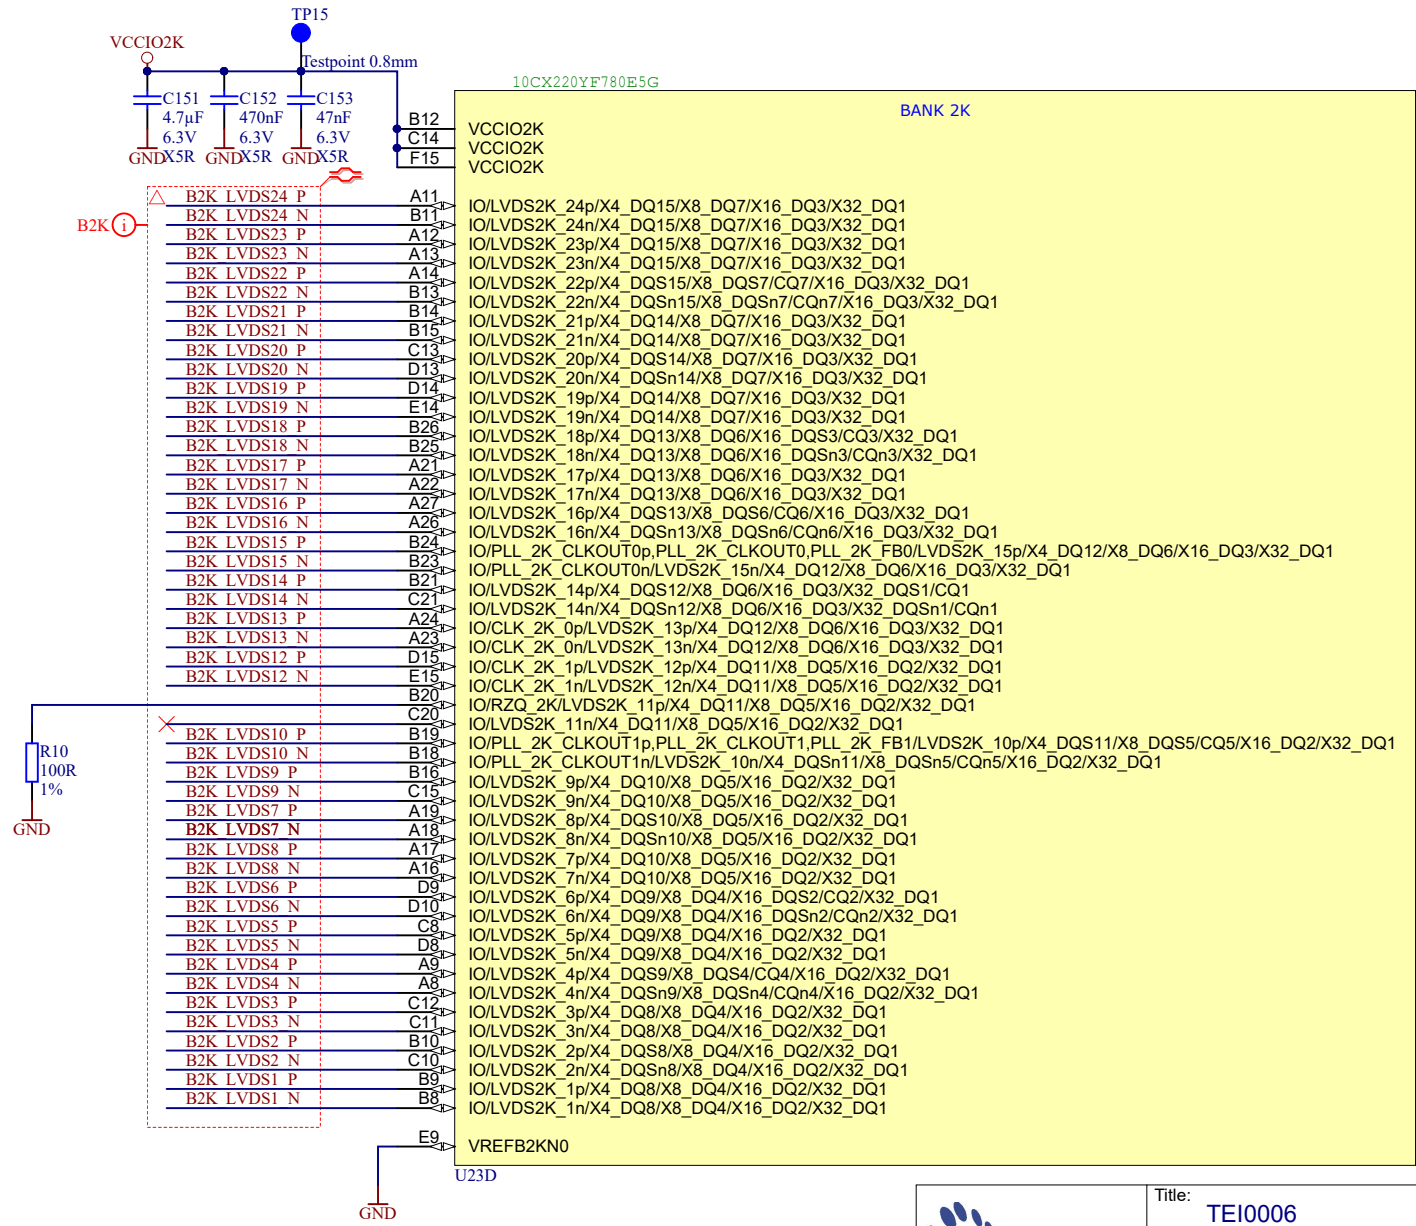 TP15
VCCIO2K
Testpoint 0.8mm
10CX220YF780E5G
C151
4.7µF
6.3V
X5R
GND
C152
470nF
6.3V
X5R
GND
C153
47nF
6.3V
X5R
GND
BANK 2K
B12 VCCIO2K
C14 VCCIO2K
F15 VCCIO2K
B2K i
B2K_LVDS24_P A11 IO/LVDS2K_24p/X4_DQ15/X8_DQ7/X16_DQ3/X32_DQ1
B2K_LVDS24_N B11 IO/LVDS2K_24n/X4_DQ15/X8_DQ7/X16_DQ3/X32_DQ1
B2K_LVDS23_P A12 IO/LVDS2K_23p/X4_DQ15/X8_DQ7/X16_DQ3/X32_DQ1
B2K_LVDS23_N A13 IO/LVDS2K_23n/X4_DQ15/X8_DQ7/X16_DQ3/X32_DQ1
B2K_LVDS22_P A14 IO/LVDS2K_22p/X4_DQS15/X8_DQS7/CQ7/X16_DQ3/X32_DQ1
B2K_LVDS22_N B13 IO/LVDS2K_22n/X4_DQSn15/X8_DQSn7/CQn7/X16_DQ3/X32_DQ1
B2K_LVDS21_P B14 IO/LVDS2K_21p/X4_DQ14/X8_DQ7/X16_DQ3/X32_DQ1
B2K_LVDS21_N B15 IO/LVDS2K_21n/X4_DQ14/X8_DQ7/X16_DQ3/X32_DQ1
B2K_LVDS20_P C13 IO/LVDS2K_20p/X4_DQS14/X8_DQ7/X16_DQ3/X32_DQ1
B2K_LVDS20_N D13 IO/LVDS2K_20n/X4_DQSn14/X8_DQ7/X16_DQ3/X32_DQ1
B2K_LVDS19_P D14 IO/LVDS2K_19p/X4_DQ14/X8_DQ7/X16_DQ3/X32_DQ1
B2K_LVDS19_N E14 IO/LVDS2K_19n/X4_DQ14/X8_DQ7/X16_DQ3/X32_DQ1
B2K_LVDS18_P B26 IO/LVDS2K_18p/X4_DQ13/X8_DQ6/X16_DQS3/CQ3/X32_DQ1
B2K_LVDS18_N B25 IO/LVDS2K_18n/X4_DQ13/X8_DQ6/X16_DQSn3/CQn3/X32_DQ1
B2K_LVDS17_P A21 IO/LVDS2K_17p/X4_DQ13/X8_DQ6/X16_DQ3/X32_DQ1
B2K_LVDS17_N A22 IO/LVDS2K_17n/X4_DQ13/X8_DQ6/X16_DQ3/X32_DQ1
B2K_LVDS16_P A27 IO/LVDS2K_16p/X4_DQS13/X8_DQS6/CQ6/X16_DQ3/X32_DQ1
B2K_LVDS16_N A26 IO/LVDS2K_16n/X4_DQSn13/X8_DQSn6/CQn6/X16_DQ3/X32_DQ1
B2K_LVDS15_P B24 IO/PLL_2K_CLKOUT0p,PLL_2K_CLKOUT0,PLL_2K_FB0/LVDS2K_15p/X4_DQ12/X8_DQ6/X16_DQ3/X32_DQ1
B2K_LVDS15_N B23 IO/PLL_2K_CLKOUT0n/LVDS2K_15n/X4_DQ12/X8_DQ6/X16_DQ3/X32_DQ1
B2K_LVDS14_P B21 IO/LVDS2K_14p/X4_DQS12/X8_DQ6/X16_DQ3/X32_DQS1/CQ1
B2K_LVDS14_N C21 IO/LVDS2K_14n/X4_DQSn12/X8_DQ6/X16_DQ3/X32_DQSn1/CQn1
B2K_LVDS13_P A24 IO/CLK_2K_0p/LVDS2K_13p/X4_DQ12/X8_DQ6/X16_DQ3/X32_DQ1
B2K_LVDS13_N A23 IO/CLK_2K_0n/LVDS2K_13n/X4_DQ12/X8_DQ6/X16_DQ3/X32_DQ1
B2K_LVDS12_P D15 IO/CLK_2K_1p/LVDS2K_12p/X4_DQ11/X8_DQ5/X16_DQ2/X32_DQ1
B2K_LVDS12_N E15 IO/CLK_2K_1n/LVDS2K_12n/X4_DQ11/X8_DQ5/X16_DQ2/X32_DQ1
B20 IO/RZQ_2K/LVDS2K_11p/X4_DQ11/X8_DQ5/X16_DQ2/X32_DQ1
C20 IO/LVDS2K_11n/X4_DQ11/X8_DQ5/X16_DQ2/X32_DQ1
B2K_LVDS10_P B19 IO/PLL_2K_CLKOUT1p,PLL_2K_CLKOUT1,PLL_2K_FB1/LVDS2K_10p/X4_DQS11/X8_DQS5/CQ5/X16_DQ2/X32_DQ1
B2K_LVDS10_N B18 IO/PLL_2K_CLKOUT1n/LVDS2K_10n/X4_DQSn11/X8_DQSn5/CQn5/X16_DQ2/X32_DQ1
R10
100R
1%
GND
B2K_LVDS9_P B16 IO/LVDS2K_9p/X4_DQ10/X8_DQ5/X16_DQ2/X32_DQ1
B2K_LVDS9_N C15 IO/LVDS2K_9n/X4_DQ10/X8_DQ5/X16_DQ2/X32_DQ1
B2K_LVDS7_P A19 IO/LVDS2K_8p/X4_DQS10/X8_DQ5/X16_DQ2/X32_DQ1
B2K_LVDS7_N A18 IO/LVDS2K_8n/X4_DQSn10/X8_DQ5/X16_DQ2/X32_DQ1
B2K_LVDS8_P A17 IO/LVDS2K_7p/X4_DQ10/X8_DQ5/X16_DQ2/X32_DQ1
B2K_LVDS8_N A16 IO/LVDS2K_7n/X4_DQ10/X8_DQ5/X16_DQ2/X32_DQ1
B2K_LVDS6_P D9 IO/LVDS2K_6p/X4_DQ9/X8_DQ4/X16_DQS2/CQ2/X32_DQ1
B2K_LVDS6_N D10 IO/LVDS2K_6n/X4_DQ9/X8_DQ4/X16_DQSn2/CQn2/X32_DQ1
B2K_LVDS5_P C8 IO/LVDS2K_5p/X4_DQ9/X8_DQ4/X16_DQ2/X32_DQ1
B2K_LVDS5_N D8 IO/LVDS2K_5n/X4_DQ9/X8_DQ4/X16_DQ2/X32_DQ1
B2K_LVDS4_P A9 IO/LVDS2K_4p/X4_DQS9/X8_DQS4/CQ4/X16_DQ2/X32_DQ1
B2K_LVDS4_N A8 IO/LVDS2K_4n/X4_DQSn9/X8_DQSn4/CQn4/X16_DQ2/X32_DQ1
B2K_LVDS3_P C12 IO/LVDS2K_3p/X4_DQ8/X8_DQ4/X16_DQ2/X32_DQ1
B2K_LVDS3_N C11 IO/LVDS2K_3n/X4_DQ8/X8_DQ4/X16_DQ2/X32_DQ1
B2K_LVDS2_P B10 IO/LVDS2K_2p/X4_DQS8/X8_DQ4/X16_DQ2/X32_DQ1
B2K_LVDS2_N C10 IO/LVDS2K_2n/X4_DQSn8/X8_DQ4/X16_DQ2/X32_DQ1
B2K_LVDS1_P B9 IO/LVDS2K_1p/X4_DQ8/X8_DQ4/X16_DQ2/X32_DQ1
B2K_LVDS1_N B8 IO/LVDS2K_1n/X4_DQ8/X8_DQ4/X16_DQ2/X32_DQ1
E9 VREFB2KN0
U23D
GND
Title:
TEI0006